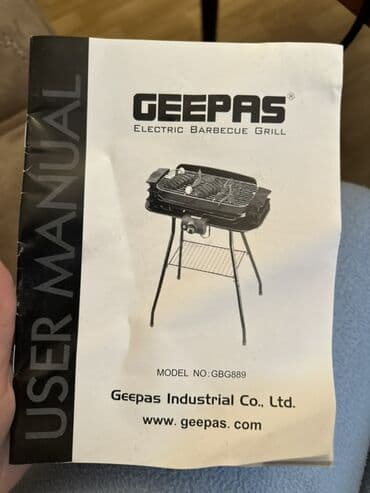 USER MANUAL
GEEPAS®
ELECTRIC BARBECUE GRILL
MODEL NO:GBG889
GEEPAS Industrial Co., Ltd.
www. geepas. com